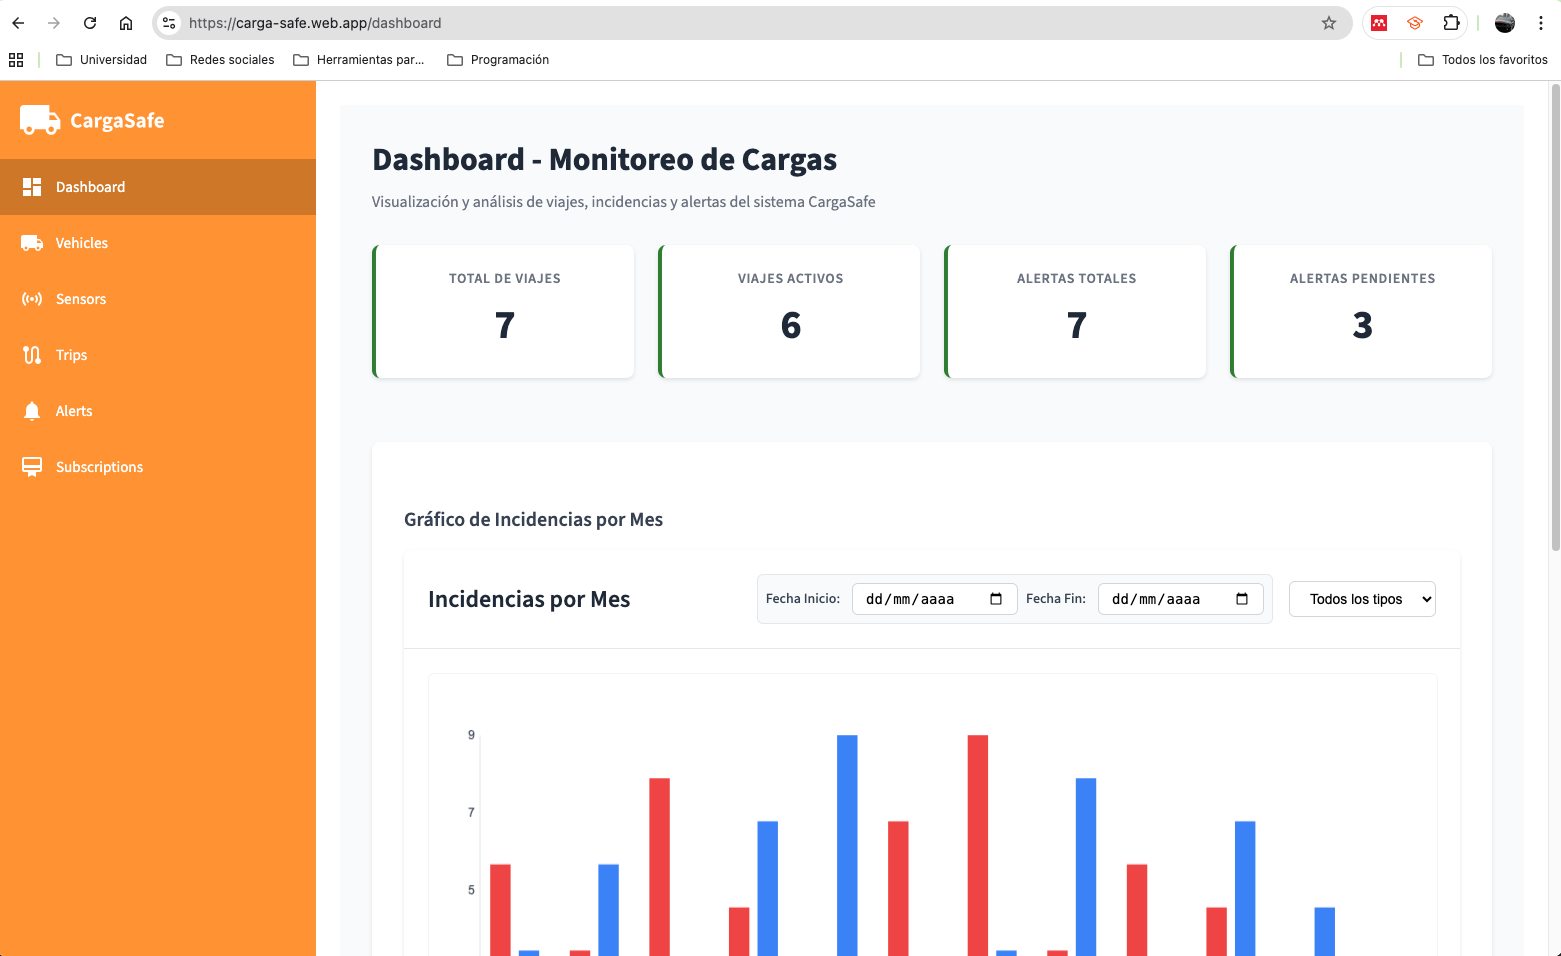 https://carga-safe.web.app/dashboard
Universidad
Redes sociales
Herramientas par...
Programación
Todos los favoritos
CargaSafe
Dashboard
Vehicles
Sensors
Trips
Alerts
Subscriptions
Dashboard - Monitoreo de Cargas
Visualización y análisis de viajes, incidencias y alertas del sistema CargaSafe
TOTAL DE VIAJES
7
VIAJES ACTIVOS
6
ALERTAS TOTALES
7
ALERTAS PENDIENTES
3
Gráfico de Incidencias por Mes
Incidencias por Mes
Fecha Inicio: dd/mm/aaaa
Fecha Fin: dd/mm/aaaa
Todos los tipos
9
7
5